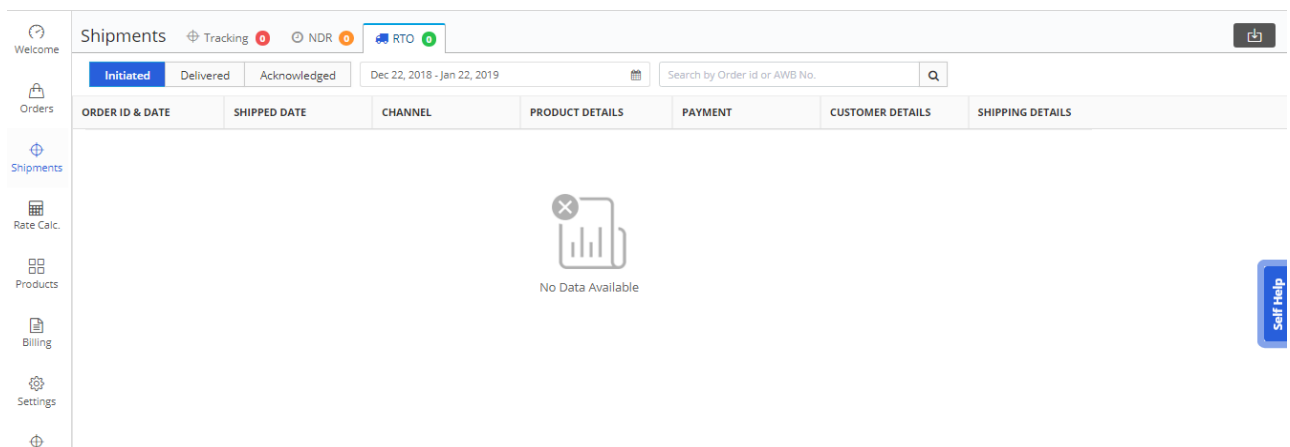 Welcome
Orders
Shipments
Rate Calc.
Products
Billing
Settings
Shipments Tracking 0 NDR 0 RTO 0
Initiated Delivered Acknowledged Dec 22, 2018 - Jan 22, 2019 Search by Order id or AWB No.
ORDER ID & DATE SHIPPED DATE CHANNEL PRODUCT DETAILS PAYMENT CUSTOMER DETAILS SHIPPING DETAILS
No Data Available
Self Help